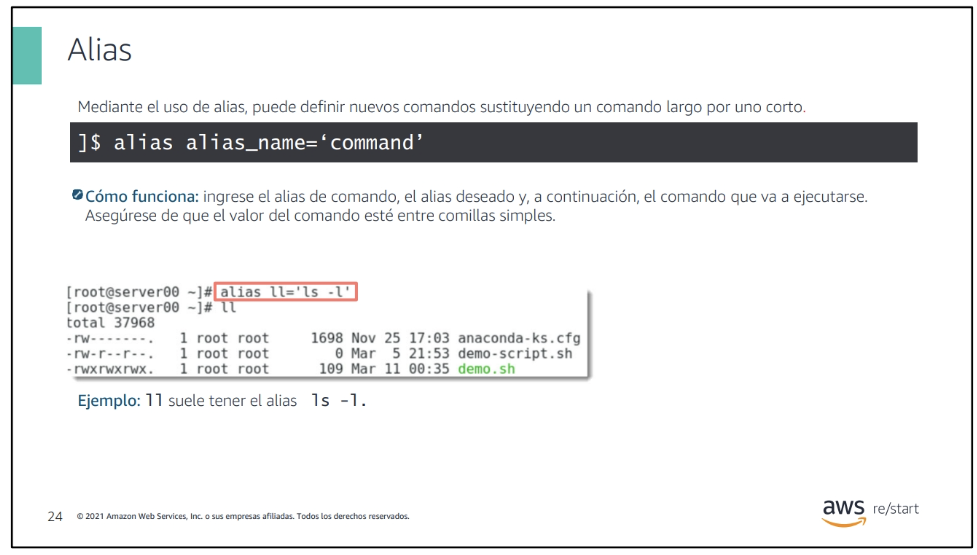 Alias
Mediante el uso de alias, puede definir nuevos comandos sustituyendo un comando largo por uno corto.
]$ alias alias_name=‘command’
Cómo funciona: ingrese el alias de comando, el alias deseado y, a continuación, el comando que va a ejecutarse.
Asegúrese de que el valor del comando esté entre comillas simples.
[root@server00 ~]# alias ll='ls -l'
[root@server00 ~]# ll
total 37968
-rw-------. 1 root root 1698 Nov 25 17:03 anaconda-ks.cfg
-rw-r--r--. 1 root root 0 Mar 5 21:53 demo-script.sh
-rwxrwxrwx. 1 root root 109 Mar 11 00:35 demo.sh
Ejemplo: ll suele tener el alias ls -l.
24 © 2021 Amazon Web Services, Inc. o sus empresas afiliadas. Todos los derechos reservados.
aws re/start